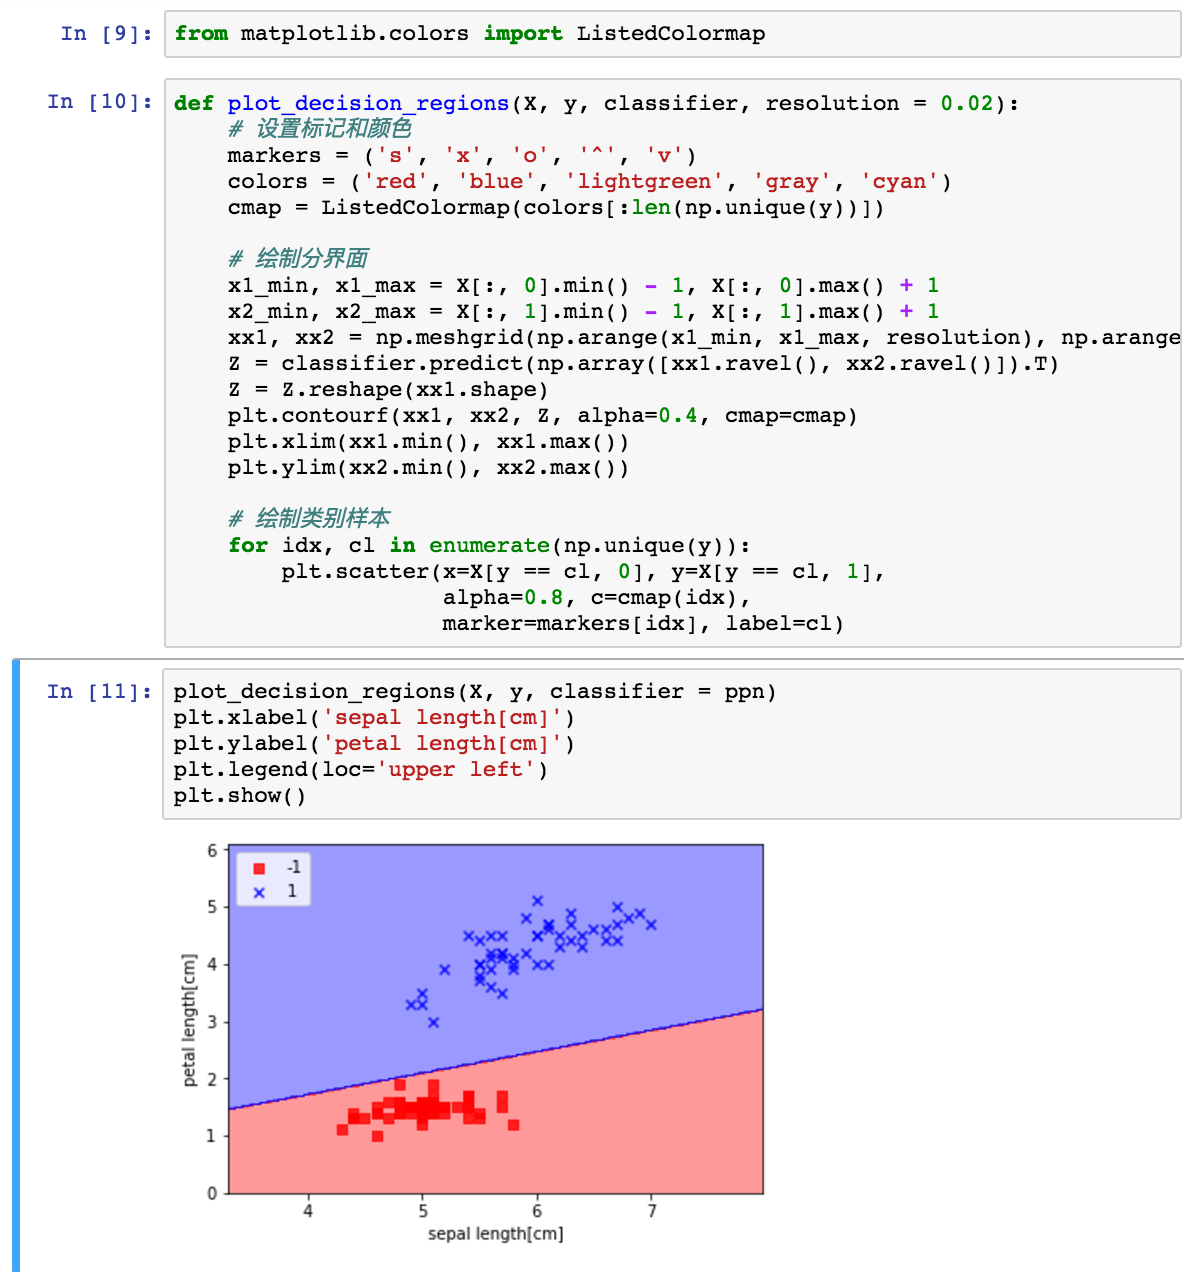 In [9]: from matplotlib.colors import ListedColormap
In [10]: def plot_decision_regions(X, y, classifier, resolution = 0.02):
    # 设置标记和颜色
    markers = ('s', 'x', 'o', '^', 'v')
    colors = ('red', 'blue', 'lightgreen', 'gray', 'cyan')
    cmap = ListedColormap(colors[:len(np.unique(y))])
    # 绘制分界面
    x1_min, x1_max = X[:, 0].min() - 1, X[:, 0].max() + 1
    x2_min, x2_max = X[:, 1].min() - 1, X[:, 1].max() + 1
    xx1, xx2 = np.meshgrid(np.arange(x1_min, x1_max, resolution), np.arange
    Z = classifier.predict(np.array([xx1.ravel(), xx2.ravel()]).T)
    Z = Z.reshape(xx1.shape)
    plt.contourf(xx1, xx2, Z, alpha=0.4, cmap=cmap)
    plt.xlim(xx1.min(), xx1.max())
    plt.ylim(xx2.min(), xx2.max())
    # 绘制类别样本
    for idx, cl in enumerate(np.unique(y)):
        plt.scatter(x=X[y == cl, 0], y=X[y == cl, 1],
                    alpha=0.8, c=cmap(idx),
                    marker=markers[idx], label=cl)
In [11]: plot_decision_regions(X, y, classifier = ppn)
plt.xlabel('sepal length[cm]')
plt.ylabel('petal length[cm]')
plt.legend(loc='upper left')
plt.show()
-1
1
6
5
4
3
2
1
0
petal length[cm]
4 5 6 7
sepal length[cm]